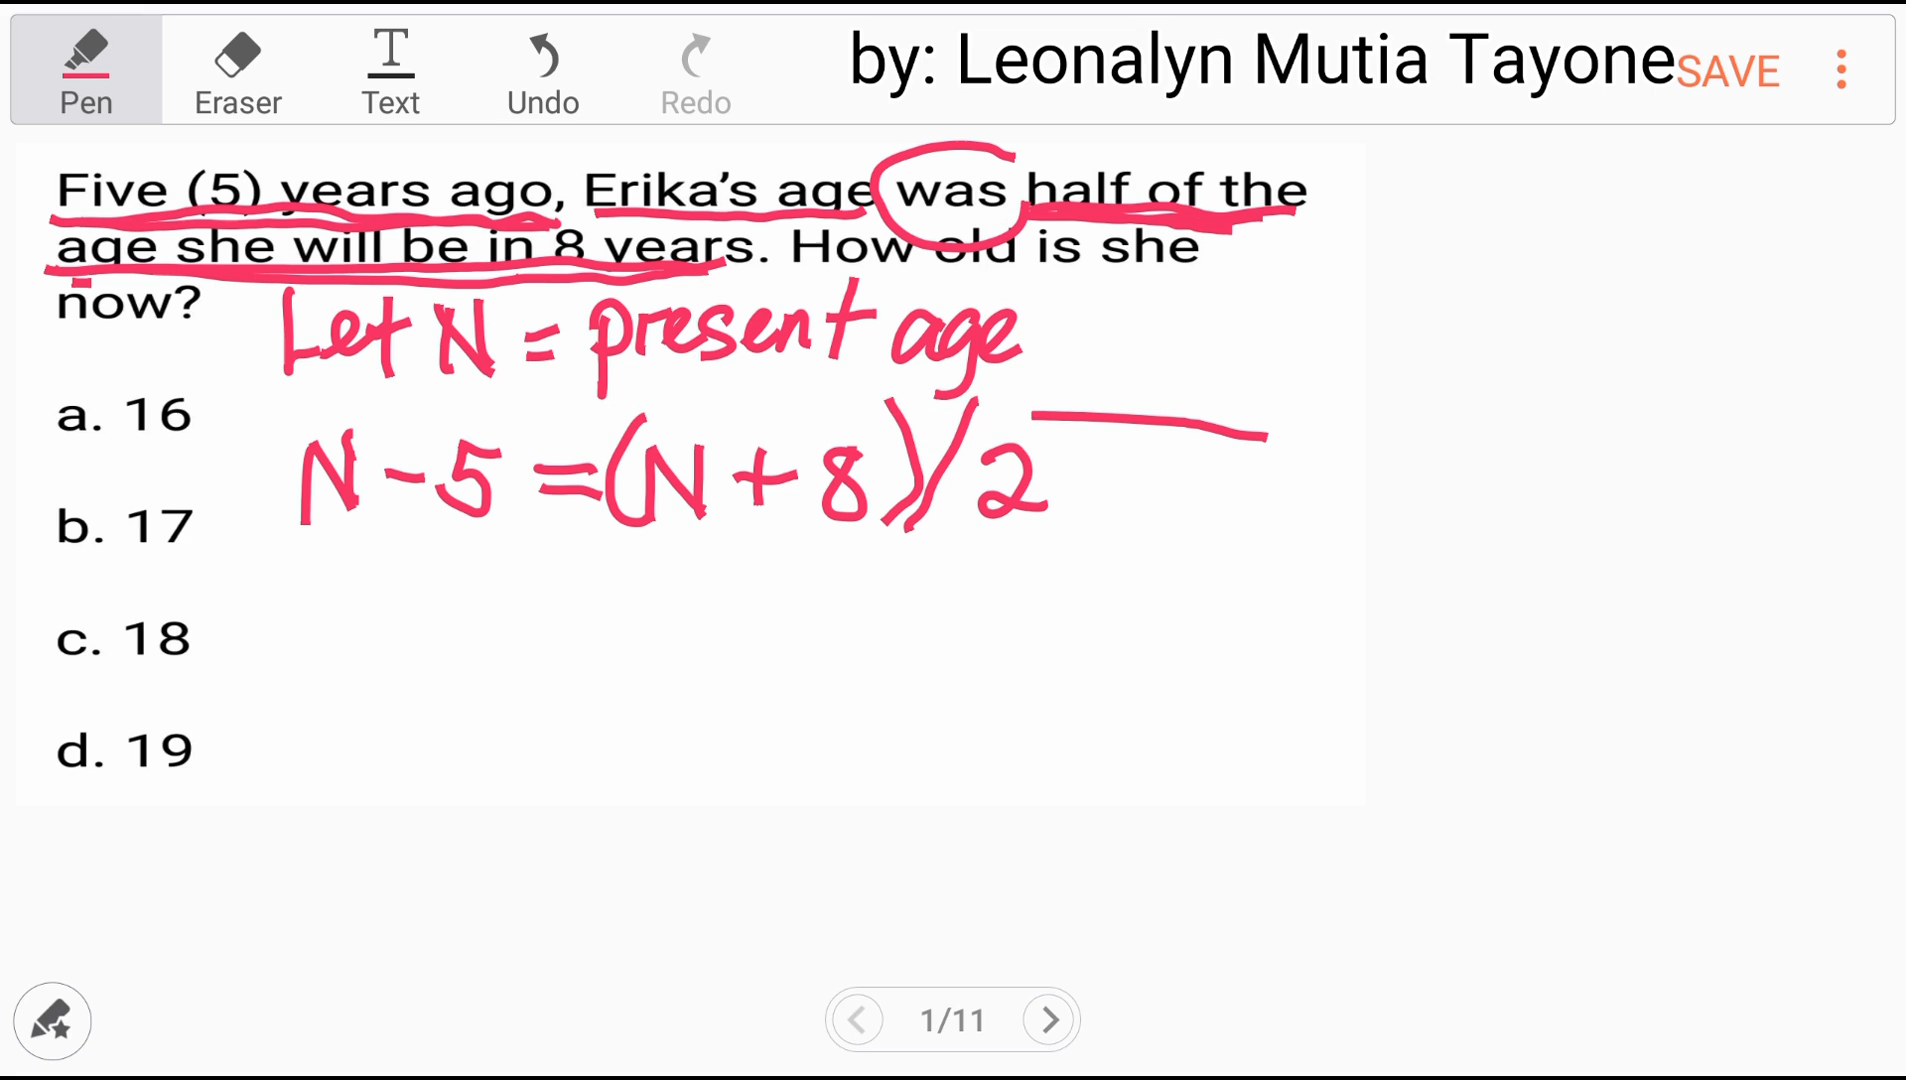 Pen Eraser Text Undo Redo by: Leonalyn Mutia Tayone SAVE
Five (5) years ago, Erika's age was half of the
age she will be in 8 years. How old is she
now?
Let N = present age
a. 16
N - 5 = (N + 8)/2
b. 17
c. 18
d. 19
1/11